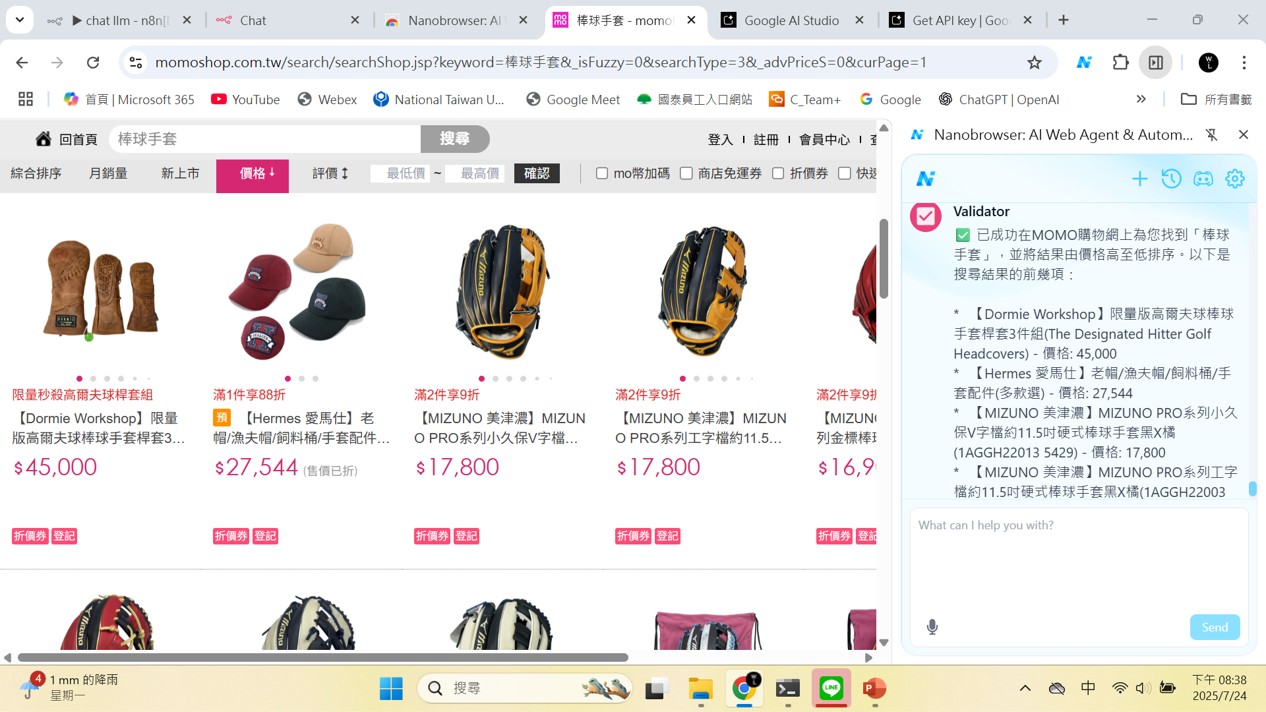 ▶ chat llm - n8n[
Chat
Nanobrowser: AI
棒球手套 - momo
Google AI Studio
Get API key | Goo
momoshop.com.tw/search/searchShop.jsp?keyword=棒球手套&_isFuzzy=0&searchType=3&_advPriceS=0&curPage=1
首頁 | Microsoft 365
YouTube
Webex
National Taiwan U...
Google Meet
國泰員工入口網站
C_Team+
Google
ChatGPT | OpenAI
所有書籤
回首頁
棒球手套
搜尋
登入
註冊
會員中心
綜合排序
月銷量
新上市
價格↓
評價
最低價 ~ 最高價
確認
mo幣加碼
商店免運券
折價券
快速
限量秒殺高爾夫球桿套組
【Dormie Workshop】限量
版高爾夫球棒球手套桿套3...
$45,000
折價券 登記
滿1件享88折
預 【Hermes 愛馬仕】老
帽/漁夫帽/飼料桶/手套配件...
$27,544 (售價已折)
折價券 登記
滿2件享9折
【MIZUNO 美津濃】MIZUN
O PRO系列小久保V字檔...
$17,800
折價券 登記
滿2件享9折
【MIZUNO 美津濃】MIZUN
O PRO系列工字檔約11.5...
$17,800
折價券 登記
滿2件享9折
【MIZUNO
列金標棒球
$16,9
折價券 登記
Nanobrowser: AI Web Agent & Autom...
Validator
✅ 已成功在MOMO購物網上為您找到「棒球
手套」，並將結果由價格高至低排序。以下是
搜尋結果的前幾項：
* 【Dormie Workshop】限量版高爾夫球棒球
手套桿套3件組(The Designated Hitter Golf
Headcovers) - 價格: 45,000
* 【Hermes 愛馬仕】老帽/漁夫帽/飼料桶/手
套配件(多款選) - 價格: 27,544
* 【MIZUNO 美津濃】MIZUNO PRO系列小久
保V字檔約11.5吋硬式棒球手套黑X橘
(1AGGH22013 5429) - 價格: 17,800
* 【MIZUNO 美津濃】MIZUNO PRO系列工字
檔約11.5吋硬式棒球手套黑X橘(1AGGH22003
What can I help you with?
Send
4
1 mm 的降雨
星期一
搜尋
中
下午 08:38
2025/7/24